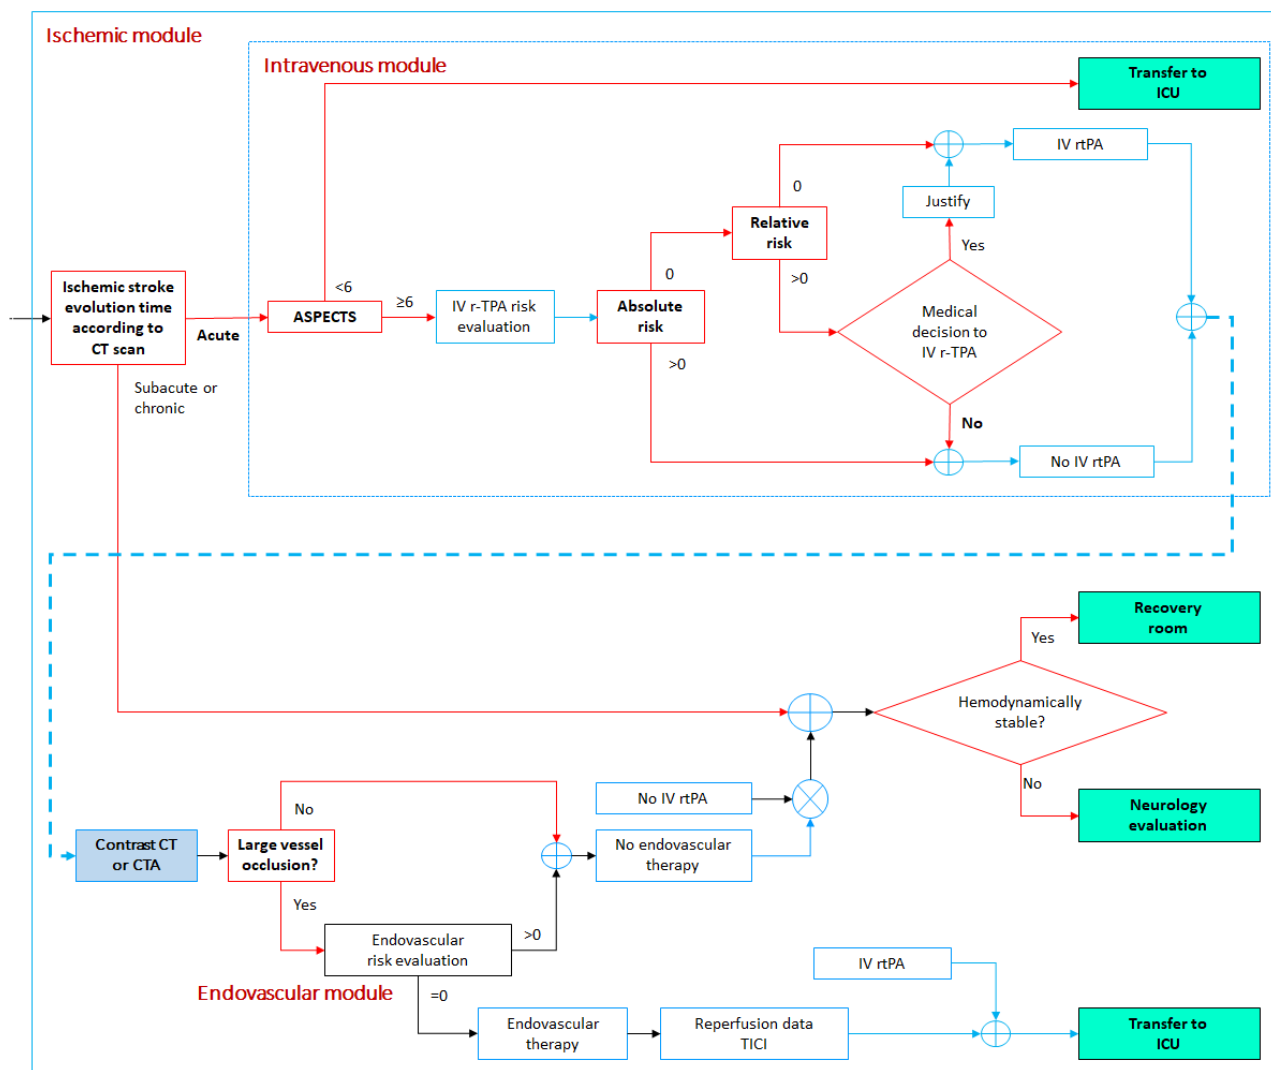 Ischemic module
Intravenous module
Transfer to
ICU
IV rtPA
0
Justify
Relative
risk
Yes
0
>0
Ischemic stroke
evolution time
according to
CT scan
<6
≥6
IV r-TPA risk
evaluation
Absolute
risk
ASPECTS
Acute
Medical
decision to
IV r-TPA
>0
Subacute or
chronic
No
No IV rtPA
Recovery
room
Yes
Hemodynamically
stable?
No
No IV rtPA
No
Neurology
evaluation
Contrast CT
or CTA
Large vessel
occlusion?
No endovascular
therapy
Yes
>0
Endovascular
risk evaluation
IV rtPA
Endovascular module
=0
Endovascular
therapy
Reperfusion data
TICI
Transfer to
ICU